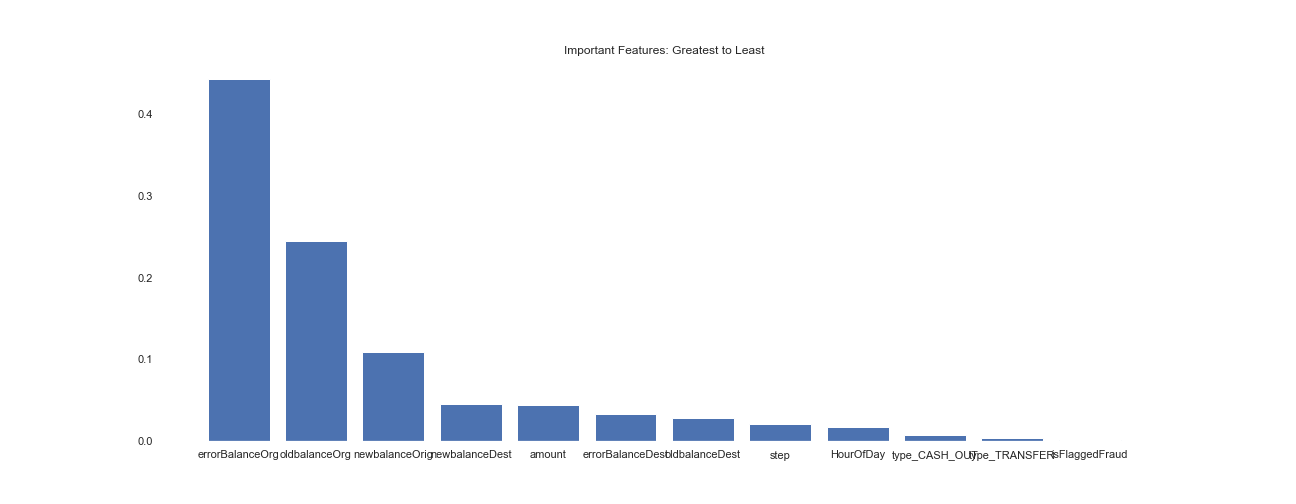 Important Features: Greatest to Least
0.4
0.3
0.2
0.1
0.0
errorBalanceOrg oldbalanceOrg newbalanceOrig newbalanceDest amount errorBalanceDest oldbalanceDest step HourOfDay type_CASH_OUT type_TRANSFER isFlaggedFraud